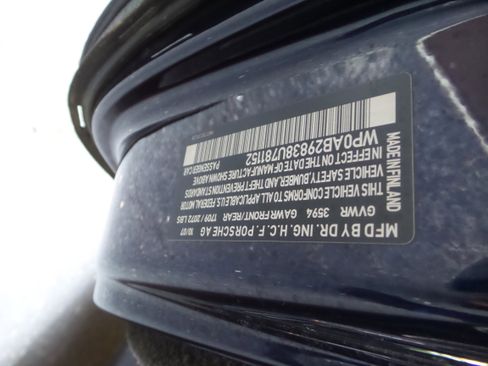 MFD BY DR. ING. H.C. F. PORSCHE AG 10/07
GVWR 3594 GAWR FRONT/REAR 1709 2072 LBS
THIS VEHICLE CONFORMS TO ALL APPLICABLE US FEDERAL MOTOR
VEHICLE SAFETY, BUMPER, AND THEFT PREVENTION STANDARDS
IN EFFECT ON THE DATE OF MANUFACTURE SHOWN ABOVE
MADE IN FINLAND PASSENGER CAR
WP0AB29838U781152